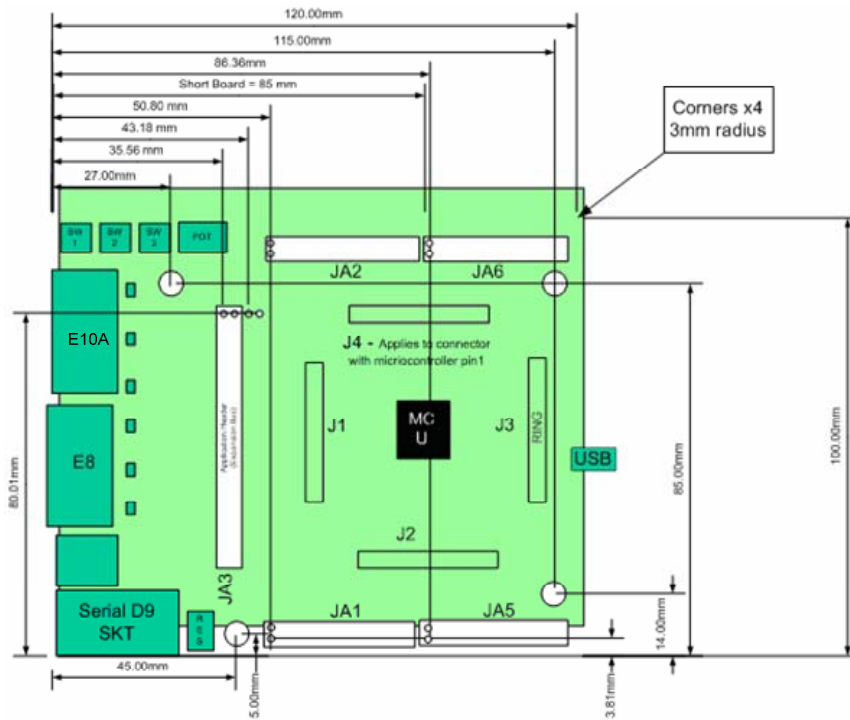 120.00mm
115.00mm
86.36mm
Short Board = 85 mm
50.80 mm
43.18 mm
35.56 mm
27.00mm
Corners x4
3mm radius
SW
1
SW
2
SW
3
POT
JA2
JA6
E10A
J4 - Applies to connector
with microcontroller pin1
Application Header
J1
MC
U
J3
RING
USB
E8
80.01mm
85.00mm
100.00mm
J2
JA3
JA1
JA5
Serial D9
SKT
R
S
14.00mm
45.00mm
5.00mm
3.81mm